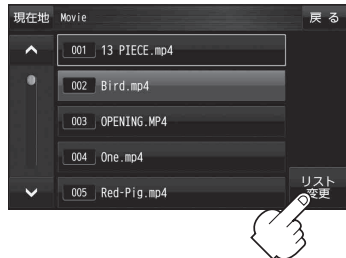 現在地 Movie 戻る
001 13 PIECE.mp4
002 Bird.mp4
003 OPENING.MP4
004 One.mp4
005 Red-Pig.mp4
リスト
変更